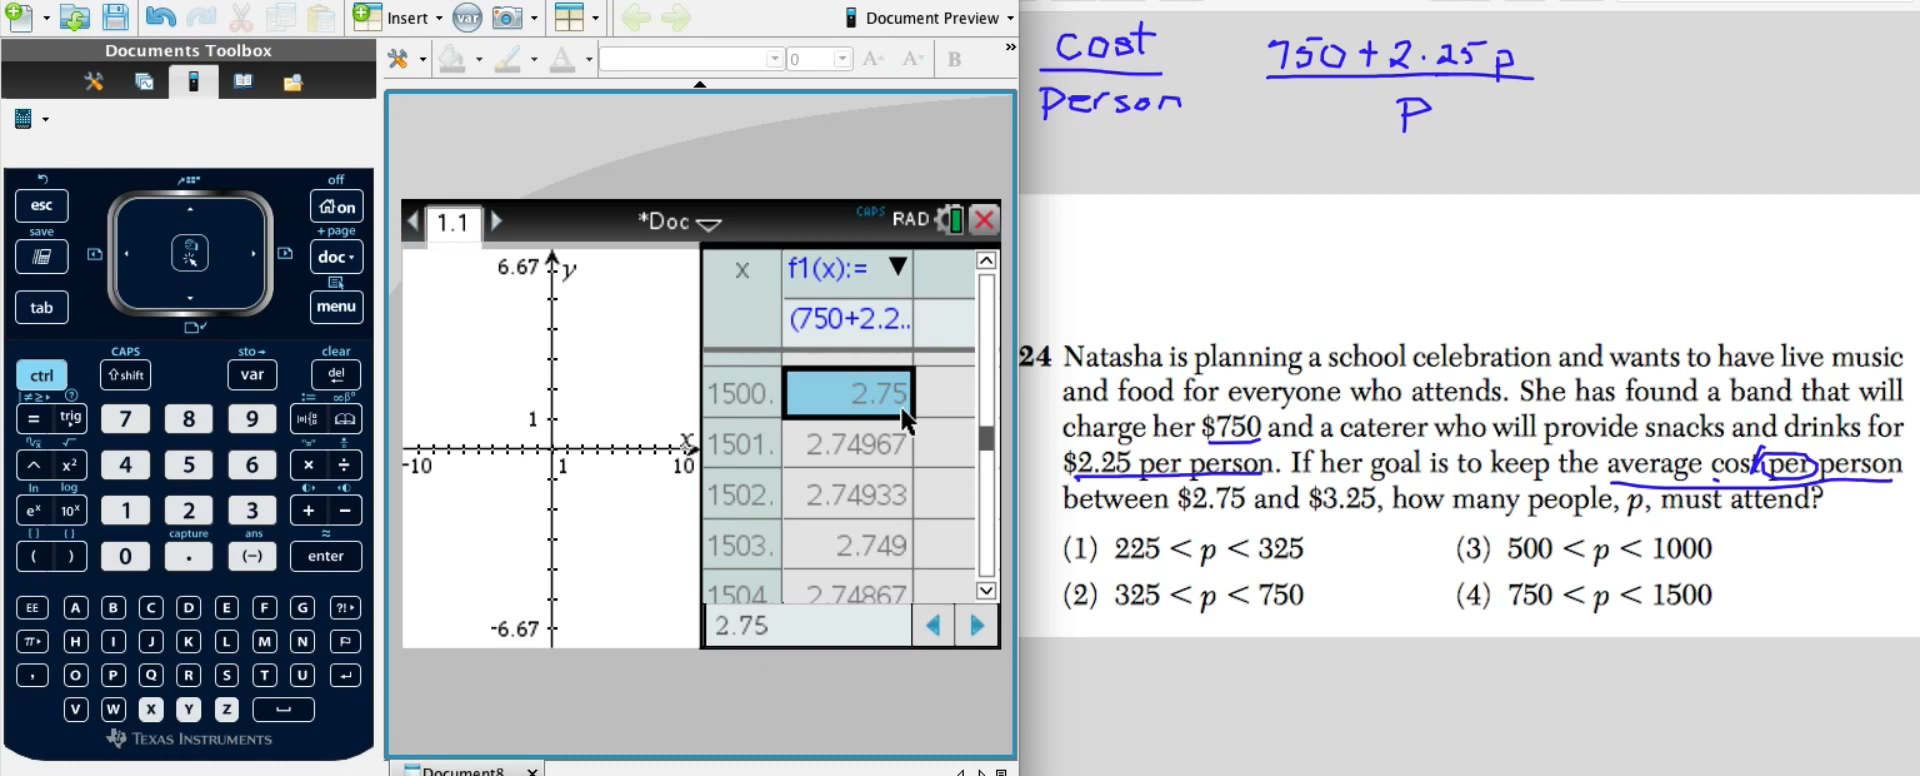 Insert
var
Document Preview
Documents Toolbox
0
A
A
B
»
cost
person
750 + 2.25 p
p
off
esc
on
save
+ page
doc
tab
menu
CAPS
sto→
clear
ctrl
shift
var
del
= trig 7 8 9
^ x² 4 5 6 × ÷
ln log
eˣ 10ˣ 1 2 3 + −
{ } [ ] capture ans ≈
( ) 0 . (−) enter
EE A B C D E F G ?!▸
π▸ H I J K L M N
, O P Q R S T U ↵
V W X Y Z
TEXAS INSTRUMENTS
1.1
*Doc
CAPS RAD
6.67 y
1
x
-10 1 10
-6.67
x f1(x):= ▼
(750+2.2..
1500. 2.75
1501. 2.74967
1502. 2.74933
1503. 2.749
1504. 2.74867
2.75
Document8 ×
24 Natasha is planning a school celebration and wants to have live music
and food for everyone who attends. She has found a band that will
charge her $750 and a caterer who will provide snacks and drinks for
$2.25 per person. If her goal is to keep the average cost per person
between $2.75 and $3.25, how many people, p, must attend?
(1) 225 < p < 325 (3) 500 < p < 1000
(2) 325 < p < 750 (4) 750 < p < 1500